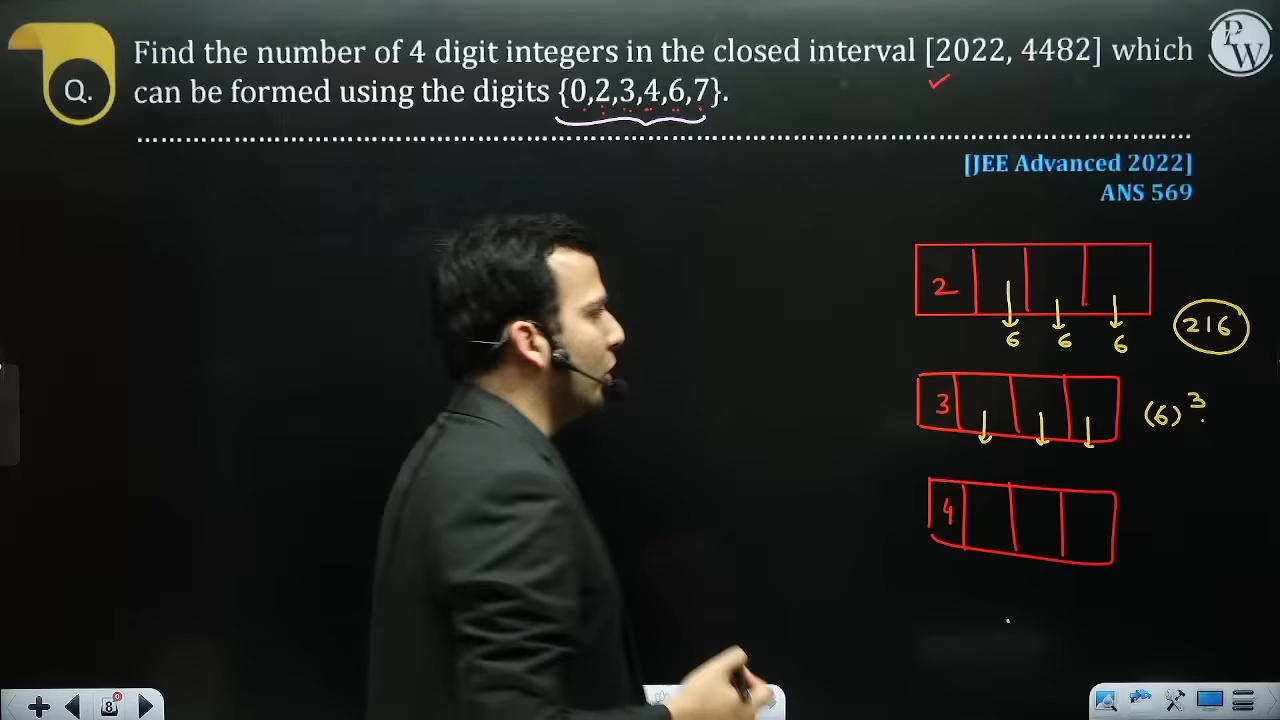 Q.
Find the number of 4 digit integers in the closed interval [2022, 4482] which
can be formed using the digits {0,2,3,4,6,7}.
[JEE Advanced 2022]
ANS 569
PW
2
6 6 6
216
3
(6)³
4
8
0